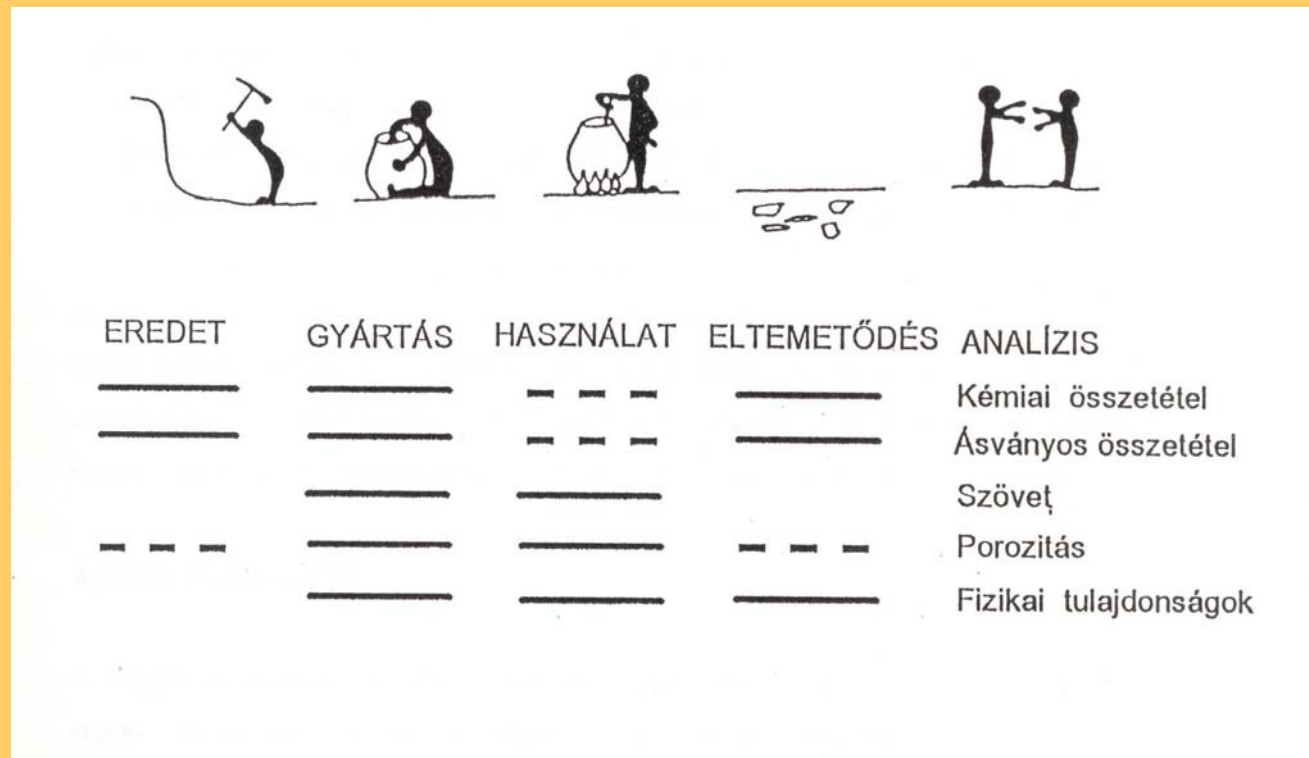 EREDET GYÁRTÁS HASZNÁLAT ELTEMETŐDÉS ANALÍZIS
Kémiai összetétel
Ásványos összetétel
Szövet
Porozitás
Fizikai tulajdonságok